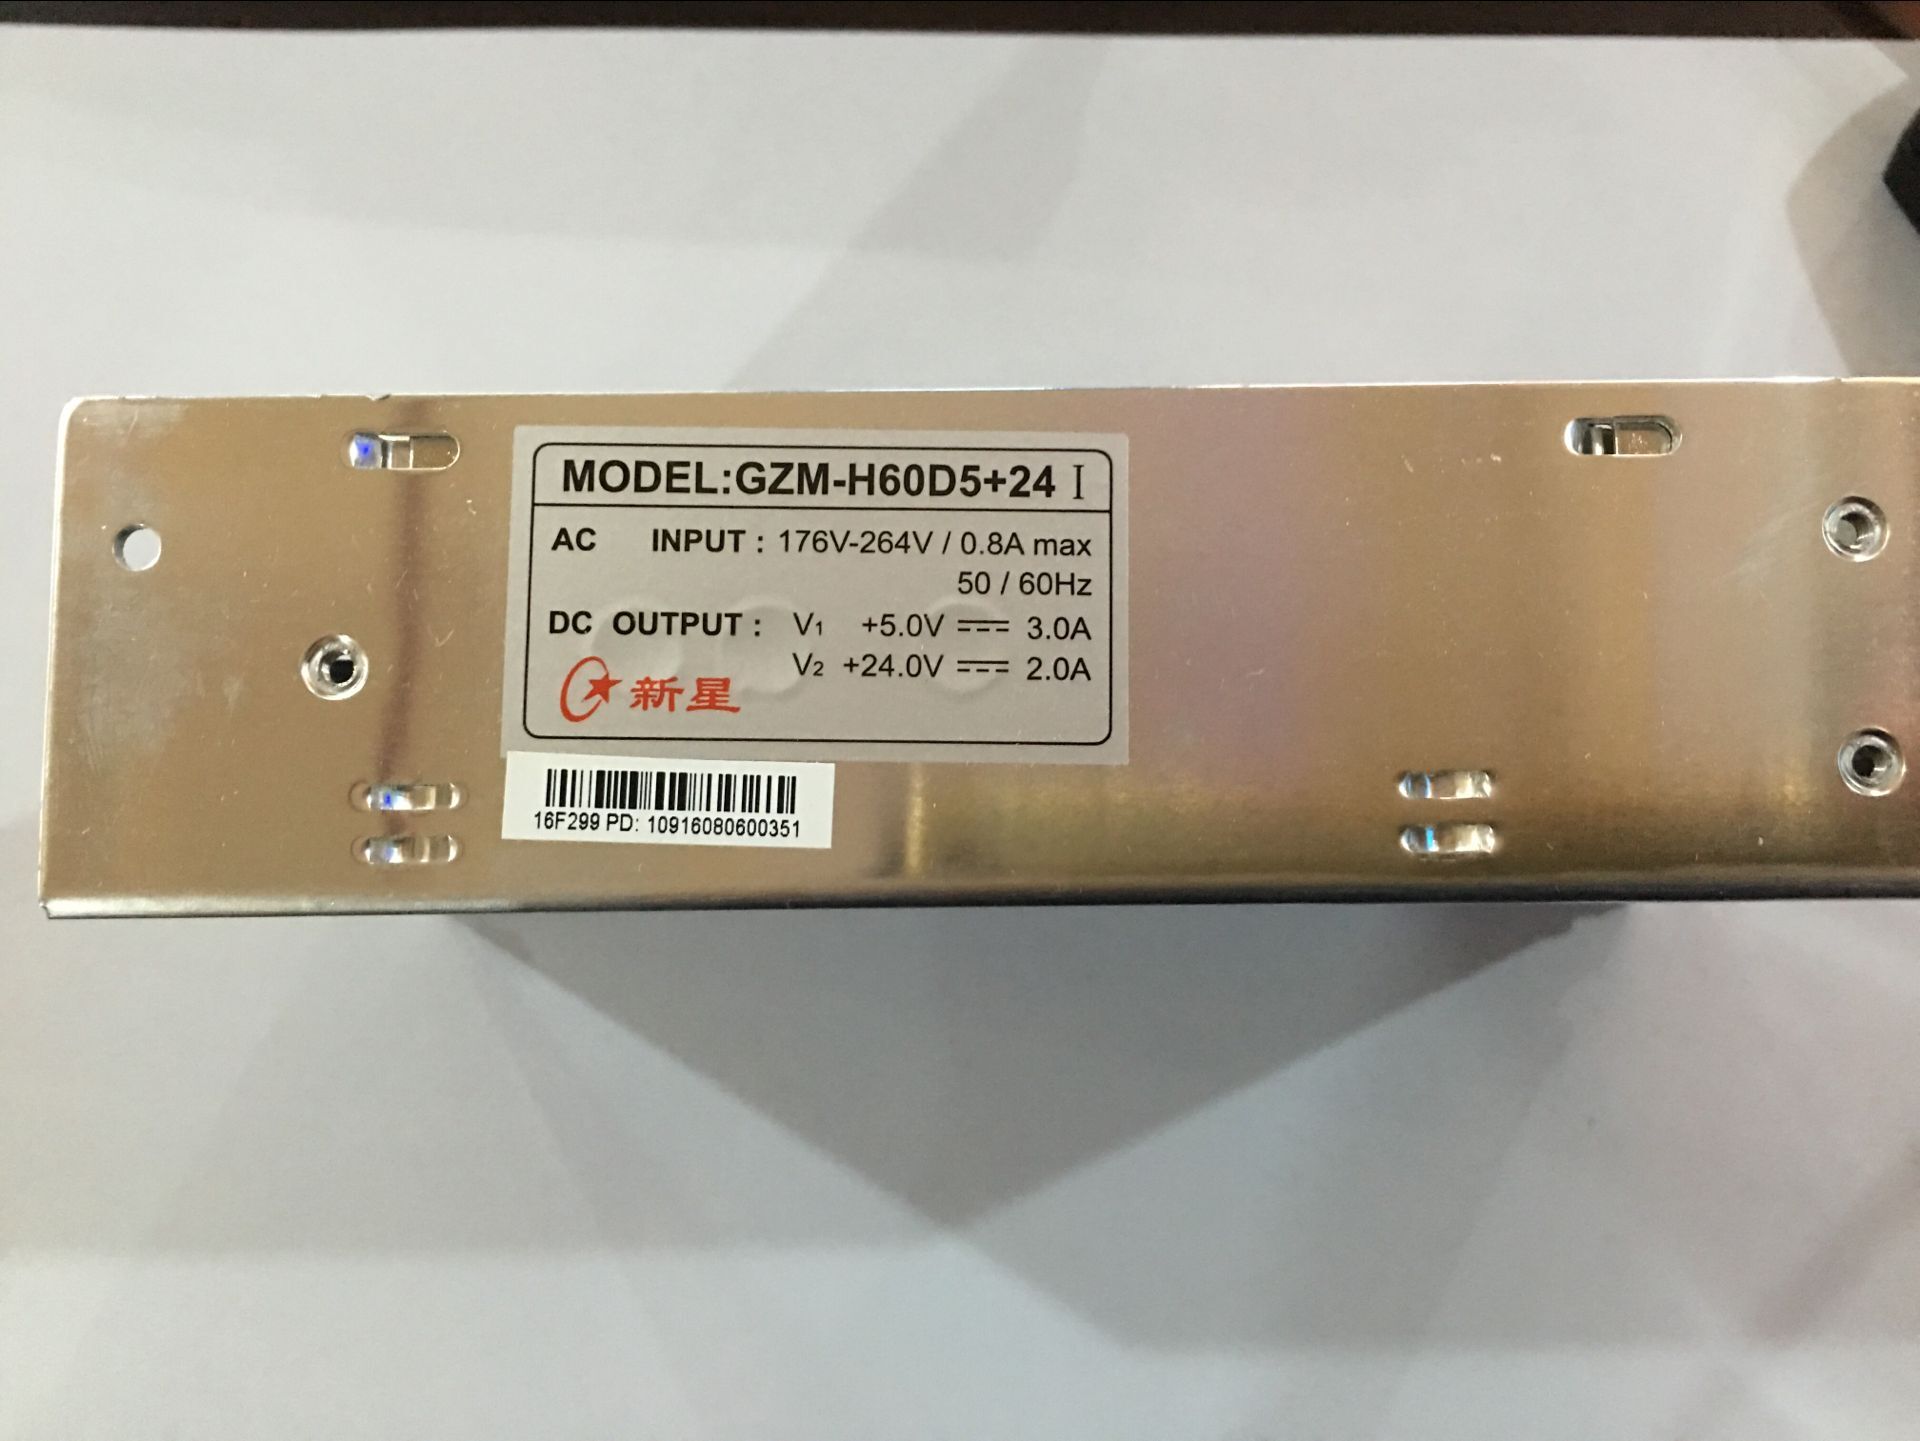 MODEL:GZM-H60D5+24 I
AC INPUT : 176V-264V / 0.8A max
50 / 60Hz
DC OUTPUT : V₁ +5.0V ⎓ 3.0A
V₂ +24.0V ⎓ 2.0A
新星
16F299 PD: 10916080600351